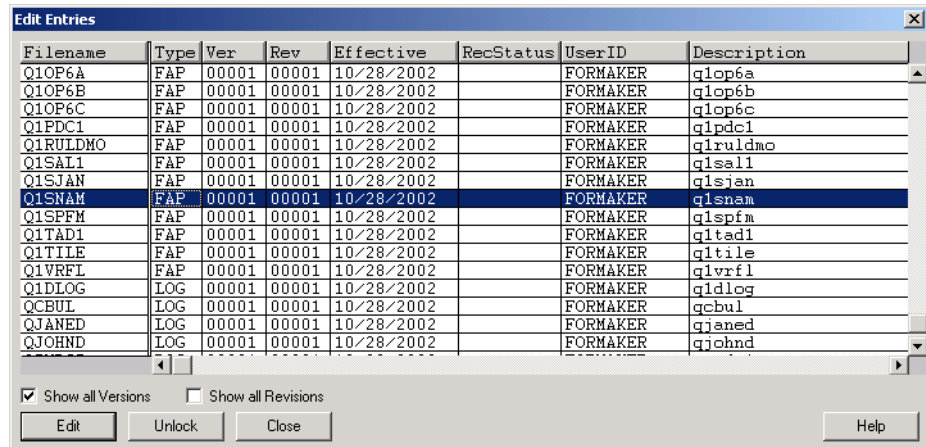 Edit Entries
Filename Type Ver Rev Effective RecStatus UserID Description
Q1OP6A FAP 00001 00001 10/28/2002 FORMAKER q1op6a
Q1OP6B FAP 00001 00001 10/28/2002 FORMAKER q1op6b
Q1OP6C FAP 00001 00001 10/28/2002 FORMAKER q1op6c
Q1PDC1 FAP 00001 00001 10/28/2002 FORMAKER q1pdc1
Q1RULDMO FAP 00001 00001 10/28/2002 FORMAKER q1ruldmo
Q1SAL1 FAP 00001 00001 10/28/2002 FORMAKER q1sal1
Q1SJAN FAP 00001 00001 10/28/2002 FORMAKER q1sjan
Q1SNAM FAP 00001 00001 10/28/2002 FORMAKER q1snam
Q1SPFM FAP 00001 00001 10/28/2002 FORMAKER q1spfm
Q1TAD1 FAP 00001 00001 10/28/2002 FORMAKER q1tad1
Q1TILE FAP 00001 00001 10/28/2002 FORMAKER q1tile
Q1VRFL FAP 00001 00001 10/28/2002 FORMAKER q1vrfl
Q1DLOG LOG 00001 00001 10/28/2002 FORMAKER q1dlog
QCBUL LOG 00001 00001 10/28/2002 FORMAKER qcbul
QJANED LOG 00001 00001 10/28/2002 FORMAKER qjaned
QJOHND LOG 00001 00001 10/28/2002 FORMAKER qjohnd
Show all Versions Show all Revisions
Edit Unlock Close Help